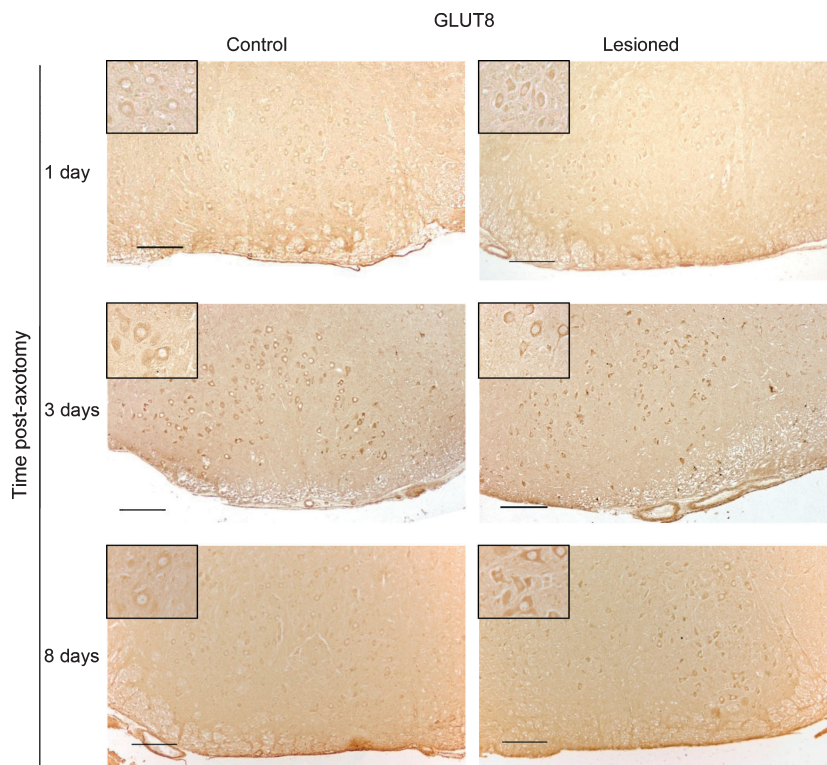 GLUT8
Control Lesioned
1 day
3 days
8 days
Time post-axotomy